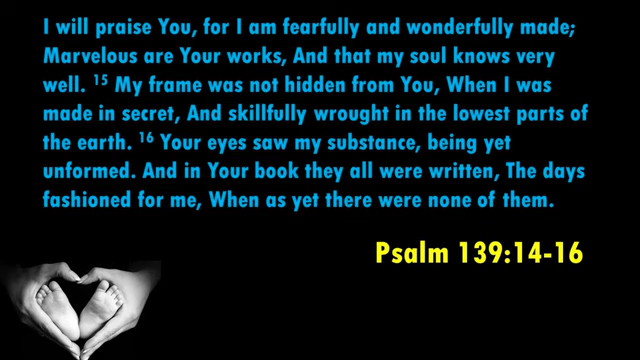 I will praise You, for I am fearfully and wonderfully made;
Marvelous are Your works, And that my soul knows very
well. 15 My frame was not hidden from You, When I was
made in secret, And skillfully wrought in the lowest parts of
the earth. 16 Your eyes saw my substance, being yet
unformed. And in Your book they all were written, The days
fashioned for me, When as yet there were none of them.
Psalm 139:14-16